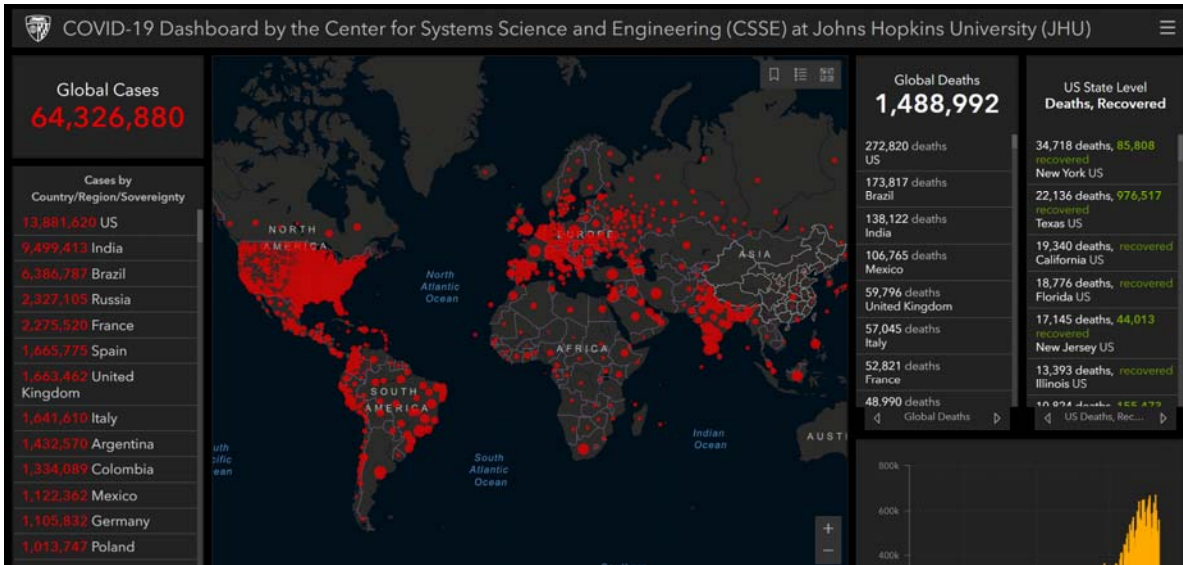 COVID-19 Dashboard by the Center for Systems Science and Engineering (CSSE) at Johns Hopkins University (JHU)
Global Cases
64,326,880
Cases by
Country/Region/Sovereignty
13,881,620 US
9,499,413 India
6,386,787 Brazil
2,327,105 Russia
2,275,520 France
1,665,775 Spain
1,663,462 United
Kingdom
1,641,610 Italy
1,432,570 Argentina
1,334,089 Colombia
1,122,362 Mexico
1,105,832 Germany
1,013,747 Poland
NORTH
AMERICA
North
Atlantic
Ocean
EUROPE
ASIA
AFRICA
SOUTH
AMERICA
uth
cific
ean
South
Atlantic
Ocean
Indian
Ocean
AUST
+
−
Global Deaths
1,488,992
272,820 deaths
US
173,817 deaths
Brazil
138,122 deaths
India
106,765 deaths
Mexico
59,796 deaths
United Kingdom
57,045 deaths
Italy
52,821 deaths
France
48,990 deaths
Global Deaths
US State Level
Deaths, Recovered
34,718 deaths, 85,808
recovered
New York US
22,136 deaths, 976,517
recovered
Texas US
19,340 deaths, recovered
California US
18,776 deaths, recovered
Florida US
17,145 deaths, 44,013
recovered
New Jersey US
13,393 deaths, recovered
Illinois US
10,824 deaths, 155,473
US Deaths, Rec...
800k
600k
400k